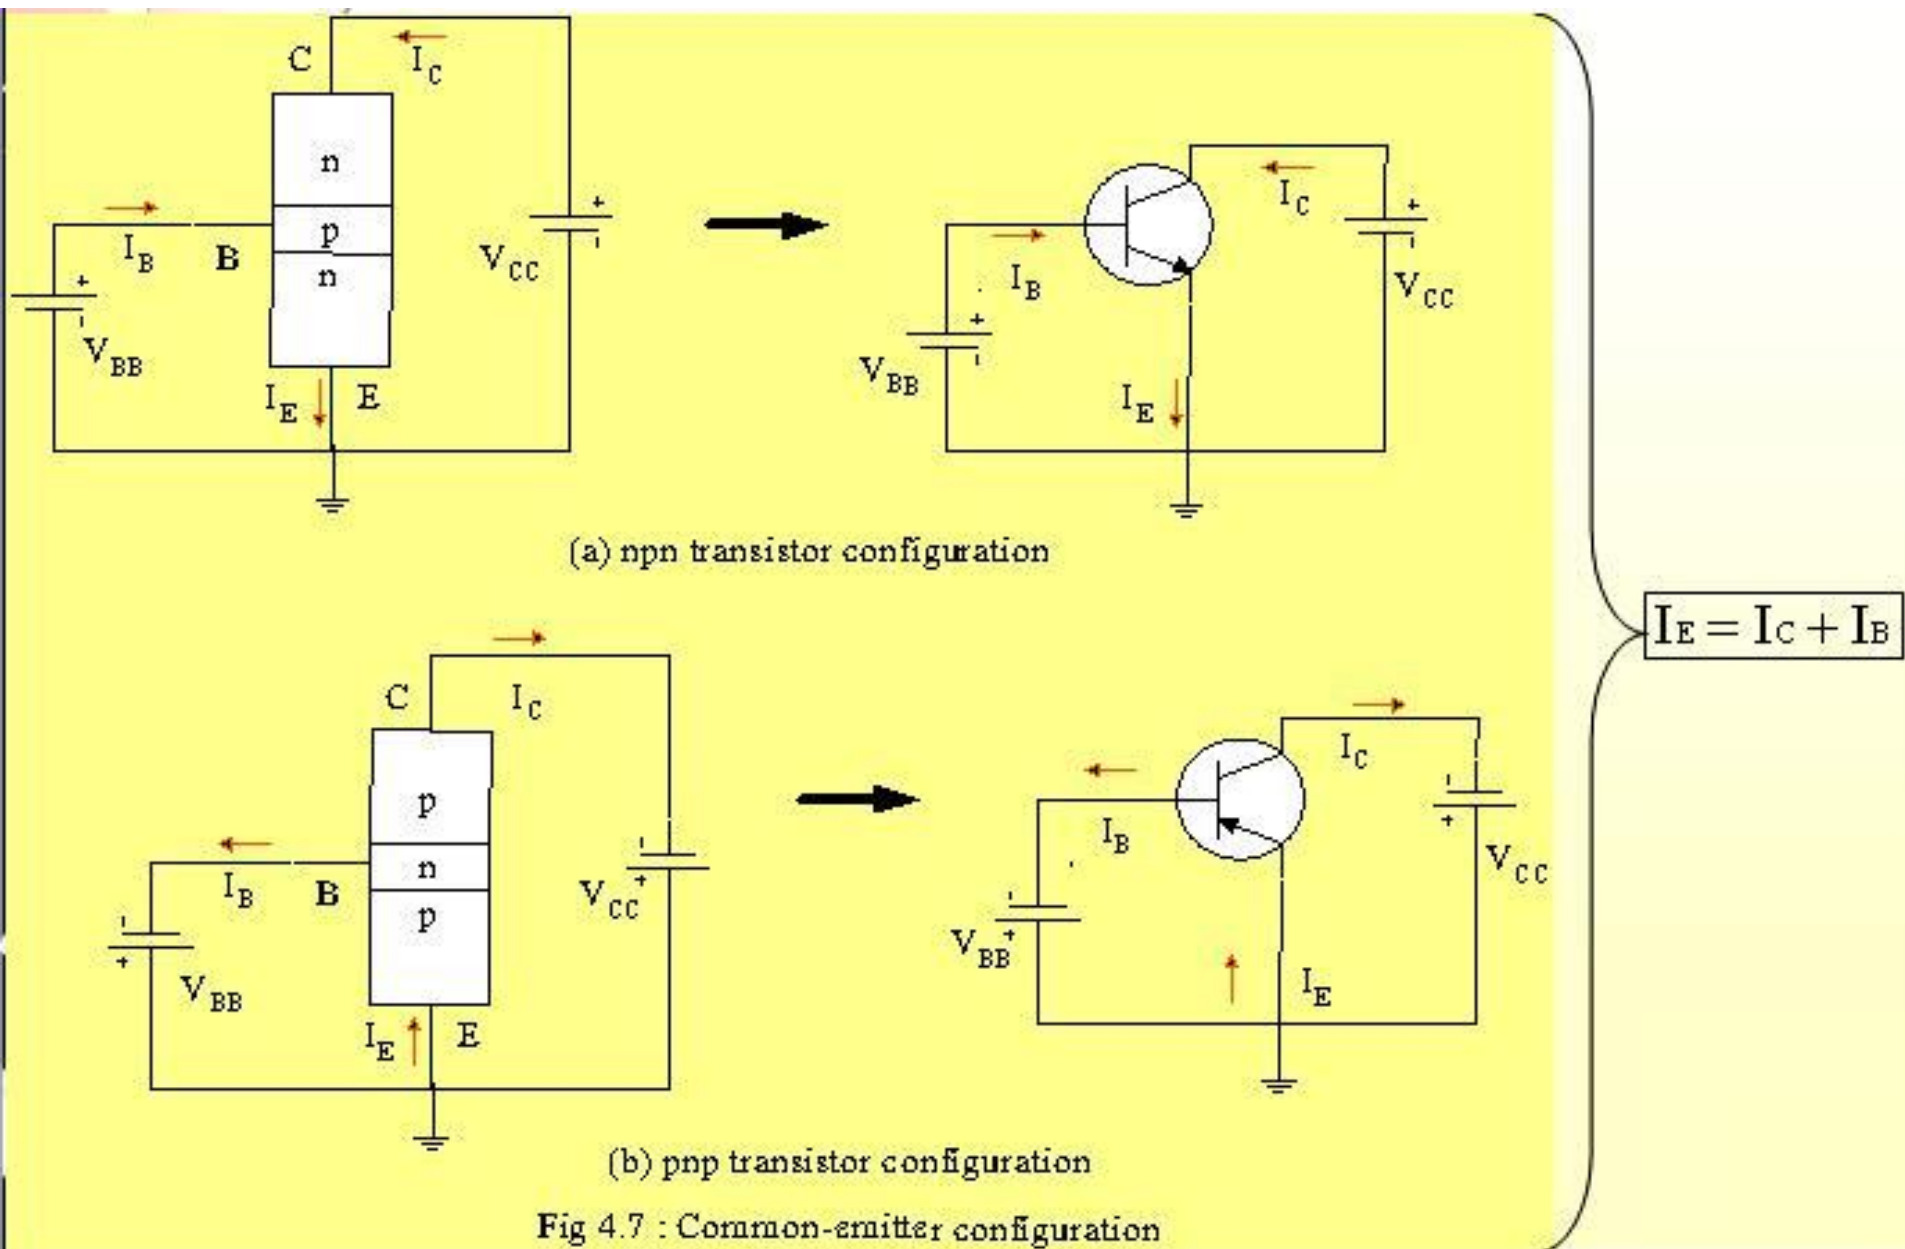 C
I_C
n
p
n
I_B
B
+
-
V_CC
+
-
V_BB
I_E
E
I_C
+
-
V_CC
I_B
+
-
V_BB
I_E
(a) npn transistor configuration
C
I_C
p
n
p
I_B
B
-
+
V_CC
-
+
V_BB
I_E
E
I_C
-
+
V_CC
I_B
-
+
V_BB
I_E
(b) pnp transistor configuration
Fig 4.7 : Common-emitter configuration
I_E = I_C + I_B